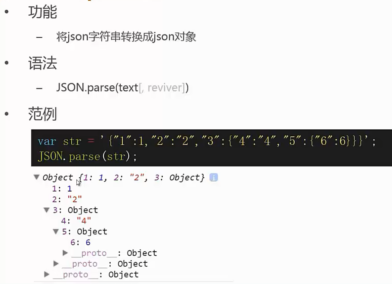 • 功能
– 将json字符串转换成json对象
• 语法
– JSON.parse(text[, reviver])
• 范例
var str = '{"1":1,"2":"2","3":{"4":"4","5":{"6":6}}}';
JSON.parse(str);
▼ Object {1: 1, 2: "2", 3: Object} i
1: 1
2: "2"
▼ 3: Object
4: "4"
▼ 5: Object
6: 6
▶ __proto__: Object
▶ __proto__: Object
▶ __proto__: Object